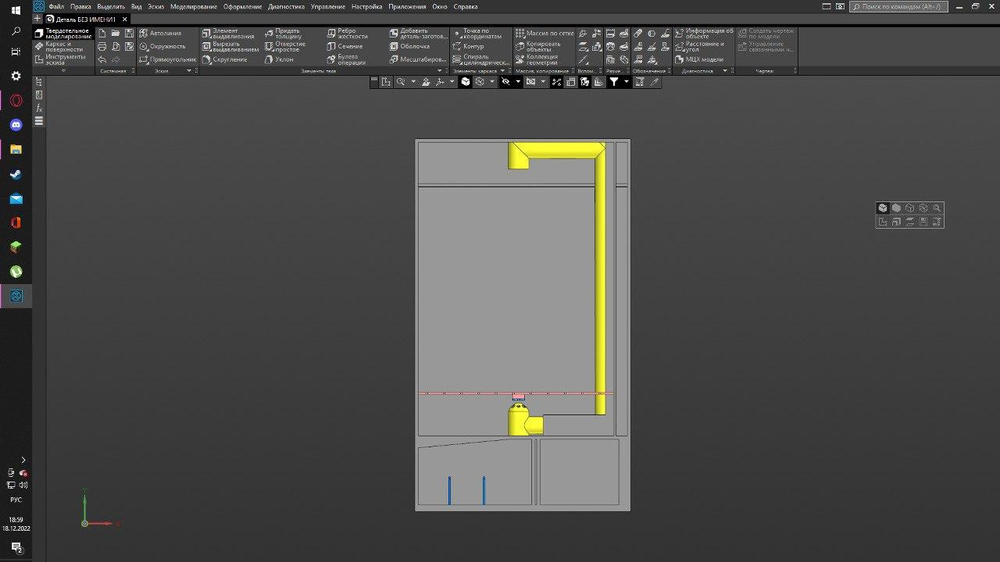 Файл Правка Выделить Вид Эскиз Моделирование Оформление Диагностика Управление Настройка Приложения Окно Справка
Поиск по командам (Alt+/)
Деталь БЕЗ ИМЕНИ1
Твердотельное моделирование
Каркас и поверхности
Инструменты эскиза
Системная
Автолиния
Окружность
Прямоугольник
Эскиз
Элемент выдавливания
Вырезать выдавливанием
Скругление
Придать толщину
Отверстие простое
Уклон
Ребро жесткости
Сечение
Булева операция
Добавить деталь-заготов...
Оболочка
Масштабиров...
Элементы тела
Точка по координатам
Контур
Спираль цилиндрическ...
Элементы каркаса
Массив по сетке
Копировать объекты
Коллекция геометрии
Массив, копирование
Вспом...
Разме...
Обозначения
Информация об объекте
Расстояние и угол
МЦХ модели
Диагностика
Создать чертеж по модели
Управление связанными ч...
Чертеж
Y
X
РУС
18:59
18.12.2022
2